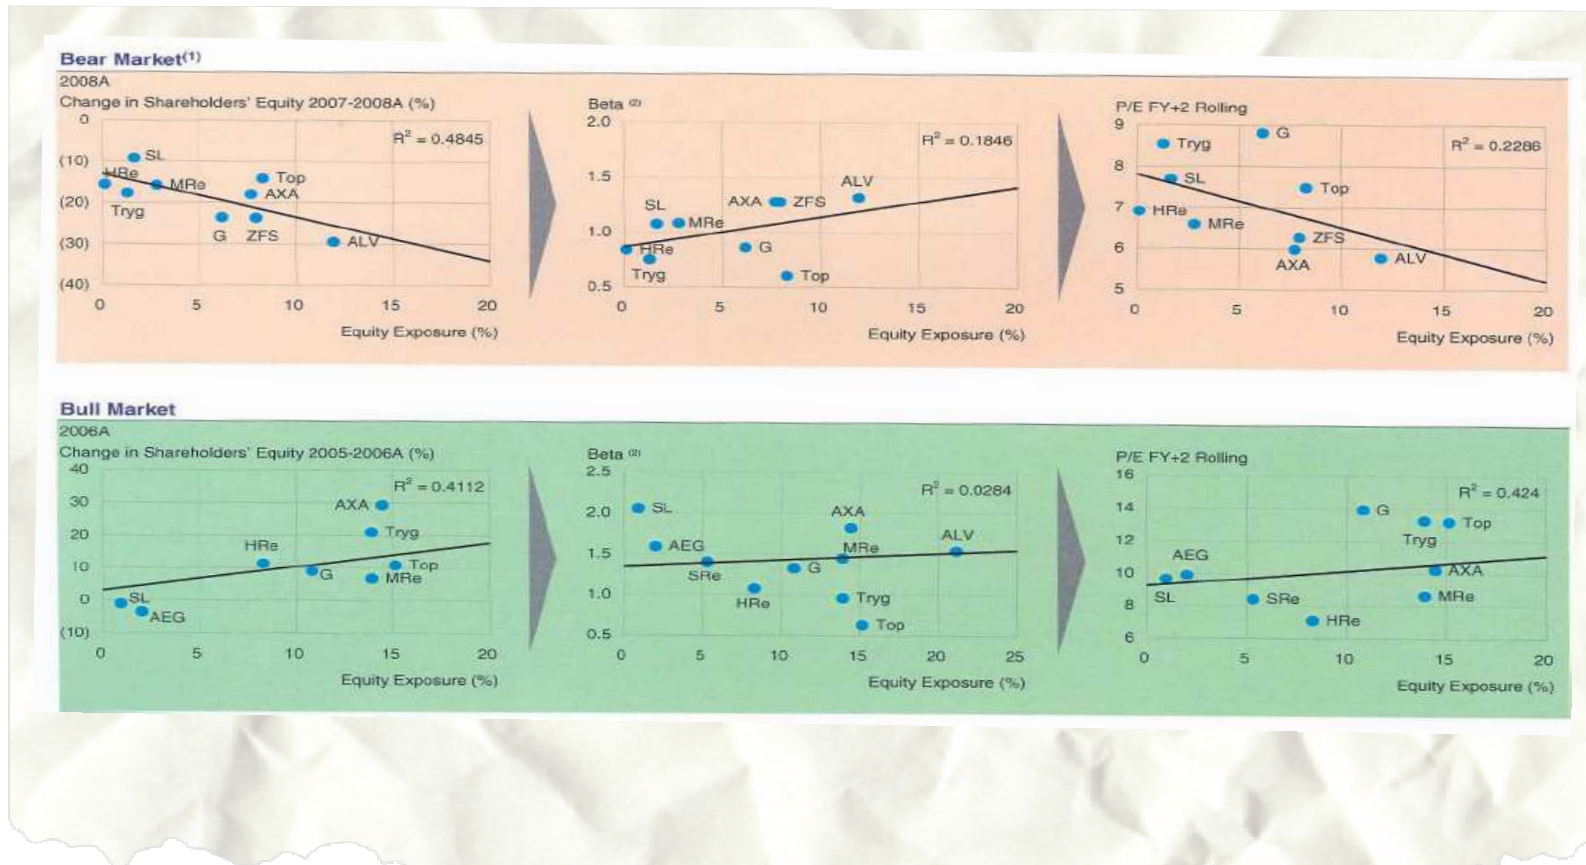 Bear Market(1)
2008A
Change in Shareholders' Equity 2007-2008A (%)
0
(10)
(20)
(30)
(40)
R² = 0.4845
SL
HRe
MRe
Top
AXA
Tryg
G
ZFS
ALV
0 5 10 15 20
Equity Exposure (%)
Beta (2)
2.0
1.5
1.0
0.5
R² = 0.1846
ALV
SL
AXA
ZFS
MRe
HRe
G
Tryg
Top
0 5 10 15 20
Equity Exposure (%)
P/E FY+2 Rolling
9
8
7
6
5
R² = 0.2286
G
Tryg
SL
Top
HRe
MRe
ZFS
AXA
ALV
0 5 10 15 20
Equity Exposure (%)
Bull Market
2006A
Change in Shareholders' Equity 2005-2006A (%)
40
30
20
10
0
(10)
R² = 0.4112
AXA
Tryg
HRe
Top
G
MRe
SL
AEG
0 5 10 15 20
Equity Exposure (%)
Beta (2)
2.5
2.0
1.5
1.0
0.5
R² = 0.0284
SL
AXA
ALV
AEG
MRe
SRe
G
HRe
Tryg
Top
0 5 10 15 20 25
Equity Exposure (%)
P/E FY+2 Rolling
16
14
12
10
8
6
R² = 0.424
G
Top
Tryg
AEG
AXA
SL
SRe
MRe
HRe
0 5 10 15 20
Equity Exposure (%)